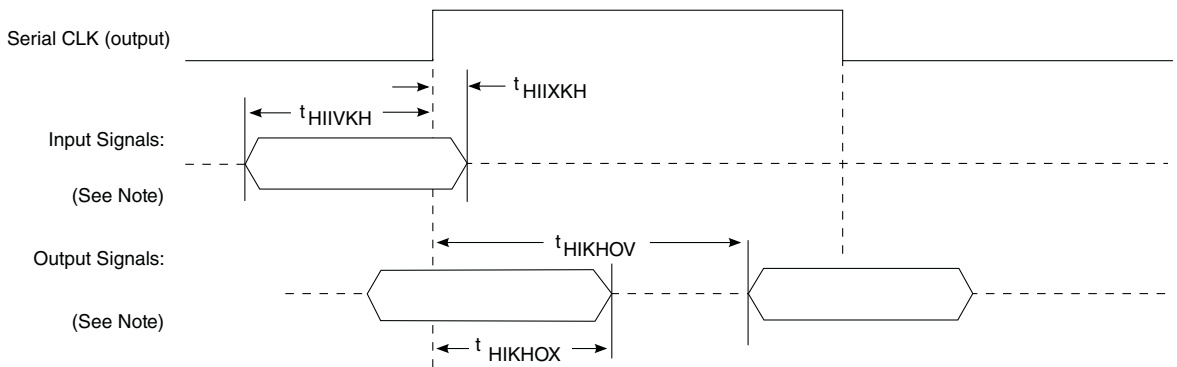 Serial CLK (output)
t HIIXKH
t HIIVKH
Input Signals:
(See Note)
t HIKHOV
Output Signals:
(See Note)
t HIKHOX